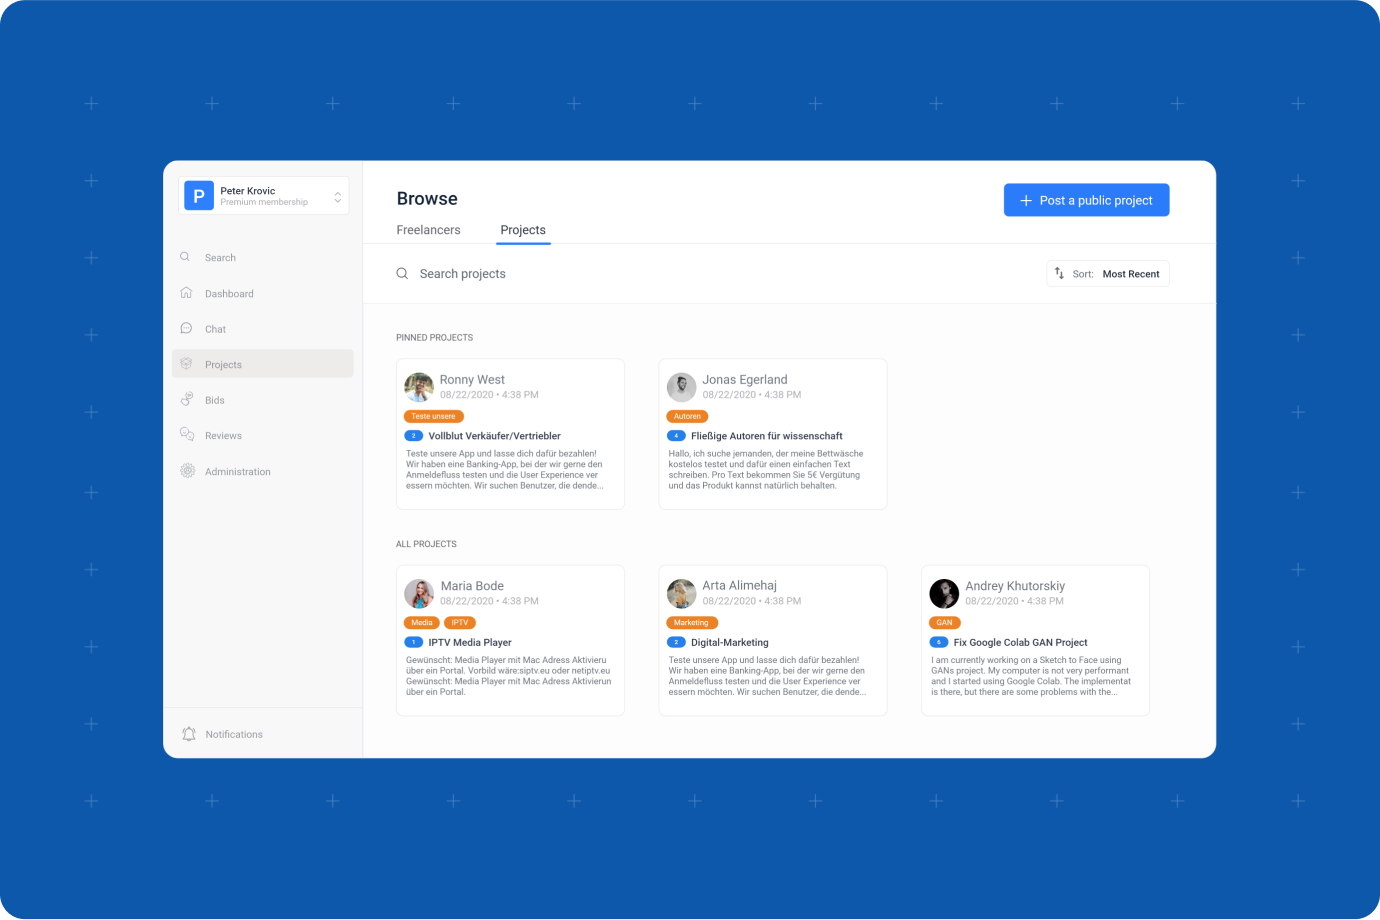 P
Peter Krovic
Premium membership
Search
Dashboard
Chat
Projects
Bids
Reviews
Administration
Notifications
Browse
+ Post a public project
Freelancers
Projects
Search projects
Sort: Most Recent
PINNED PROJECTS
Ronny West
08/22/2020 • 4:38 PM
Teste unsere
2 Vollblut Verkäufer/Vertriebler
Teste unsere App und lasse dich dafür bezahlen!
Wir haben eine Banking-App, bei der wir gerne den
Anmeldefluss testen und die User Experience ver
essern möchten. Wir suchen Benutzer, die dende...
Jonas Egerland
08/22/2020 • 4:38 PM
Autoren
4 Fließige Autoren für wissenschaft
Hallo, ich suche jemanden, der meine Bettwäsche
kostelos testet und dafür einen einfachen Text
schreiben. Pro Text bekommen Sie 5€ Vergütung
und das Produkt kannst natürlich behalten.
ALL PROJECTS
Maria Bode
08/22/2020 • 4:38 PM
Media IPTV
1 IPTV Media Player
Gewünscht: Media Player mit Mac Adress Aktivieru
über ein Portal. Vorbild wäre:siptv.eu oder netiptv.eu
Gewünscht: Media Player mit Mac Adress Aktivierun
über ein Portal.
Arta Alimehaj
08/22/2020 • 4:38 PM
Marketing
2 Digital-Marketing
Teste unsere App und lasse dich dafür bezahlen!
Wir haben eine Banking-App, bei der wir gerne den
Anmeldefluss testen und die User Experience ver
essern möchten. Wir suchen Benutzer, die dende...
Andrey Khutorskiy
08/22/2020 • 4:38 PM
GAN
6 Fix Google Colab GAN Project
I am currently working on a Sketch to Face using
GANs project. My computer is not very performant
and I started using Google Colab. The implementat
is there, but there are some problems with the...